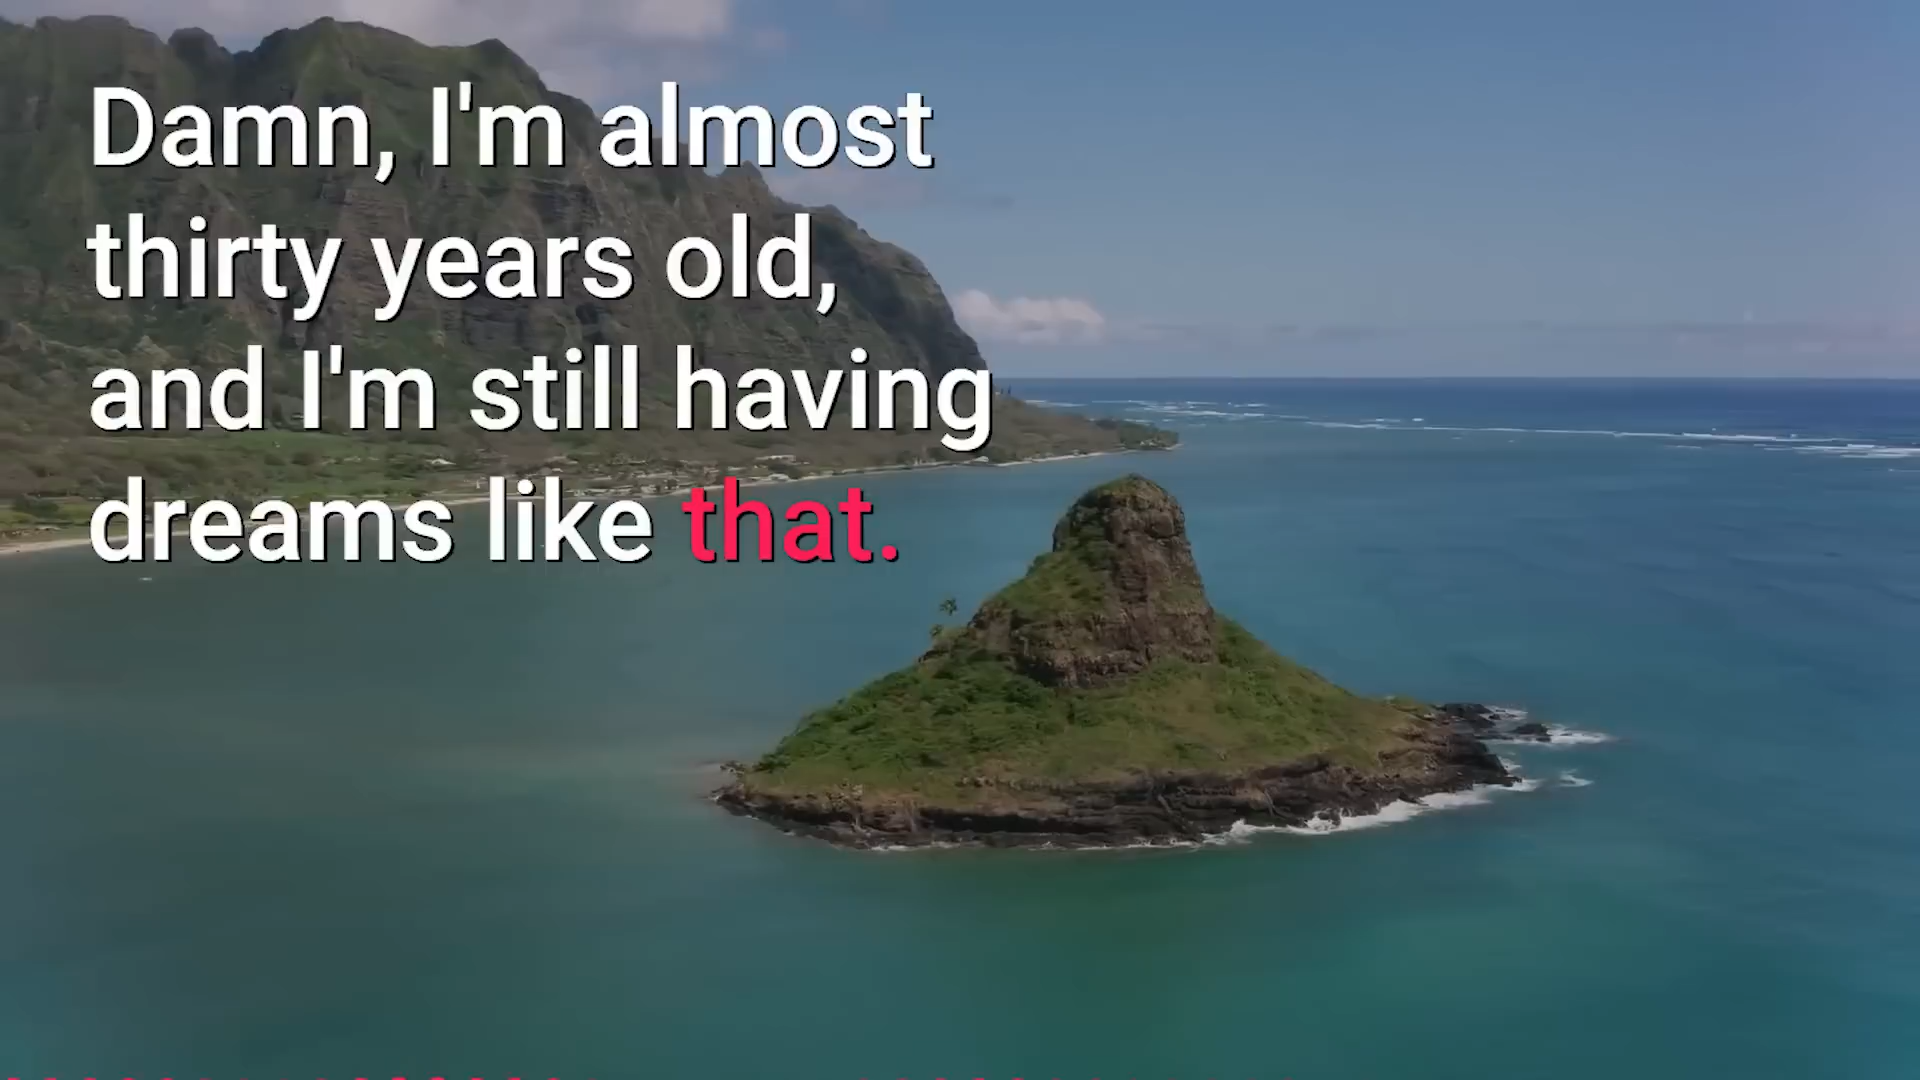 Damn, I'm almost
thirty years old,
and I'm still having
dreams like that.